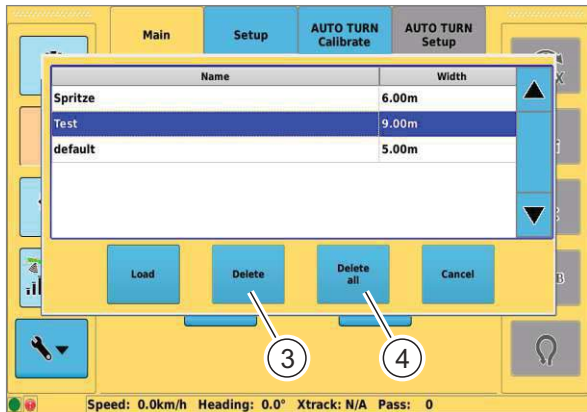 Main
Setup
AUTO TURN
Calibrate
AUTO TURN
Setup
X
Name
Width
Spritze
6.00m
Test
9.00m
default
5.00m
Load
Delete
Delete
all
Cancel
B
3
4
Speed: 0.0km/h Heading: 0.0° Xtrack: N/A Pass: 0